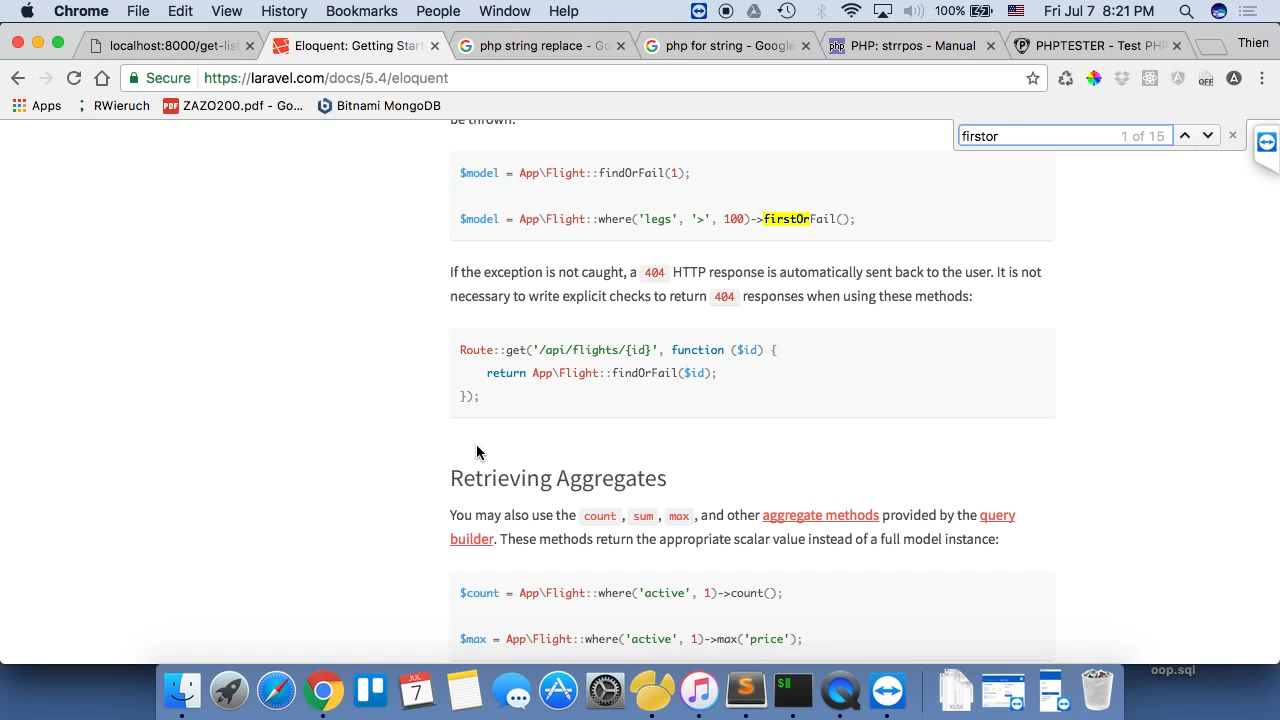 Chrome File Edit View History Bookmarks People Window Help 100% Fri Jul 7 8:21 PM
localhost:8000/get-list
Eloquent: Getting Star
php string replace - Go
php for string - Google
PHP: strrpos - Manual
PHPTESTER - Test PHP
Thien
Secure https://laravel.com/docs/5.4/eloquent
Apps RWieruch ZAZO200.pdf - Go... Bitnami MongoDB
firstor 1 of 15
be thrown:
$model = App\Flight::findOrFail(1);
$model = App\Flight::where('legs', '>', 100)->firstOrFail();
If the exception is not caught, a 404 HTTP response is automatically sent back to the user. It is not
necessary to write explicit checks to return 404 responses when using these methods:
Route::get('/api/flights/{id}', function ($id) {
return App\Flight::findOrFail($id);
});
Retrieving Aggregates
You may also use the count, sum, max, and other aggregate methods provided by the query
builder. These methods return the appropriate scalar value instead of a full model instance:
$count = App\Flight::where('active', 1)->count();
$max = App\Flight::where('active', 1)->max('price');
oop.sql
JUL
7
XLSX